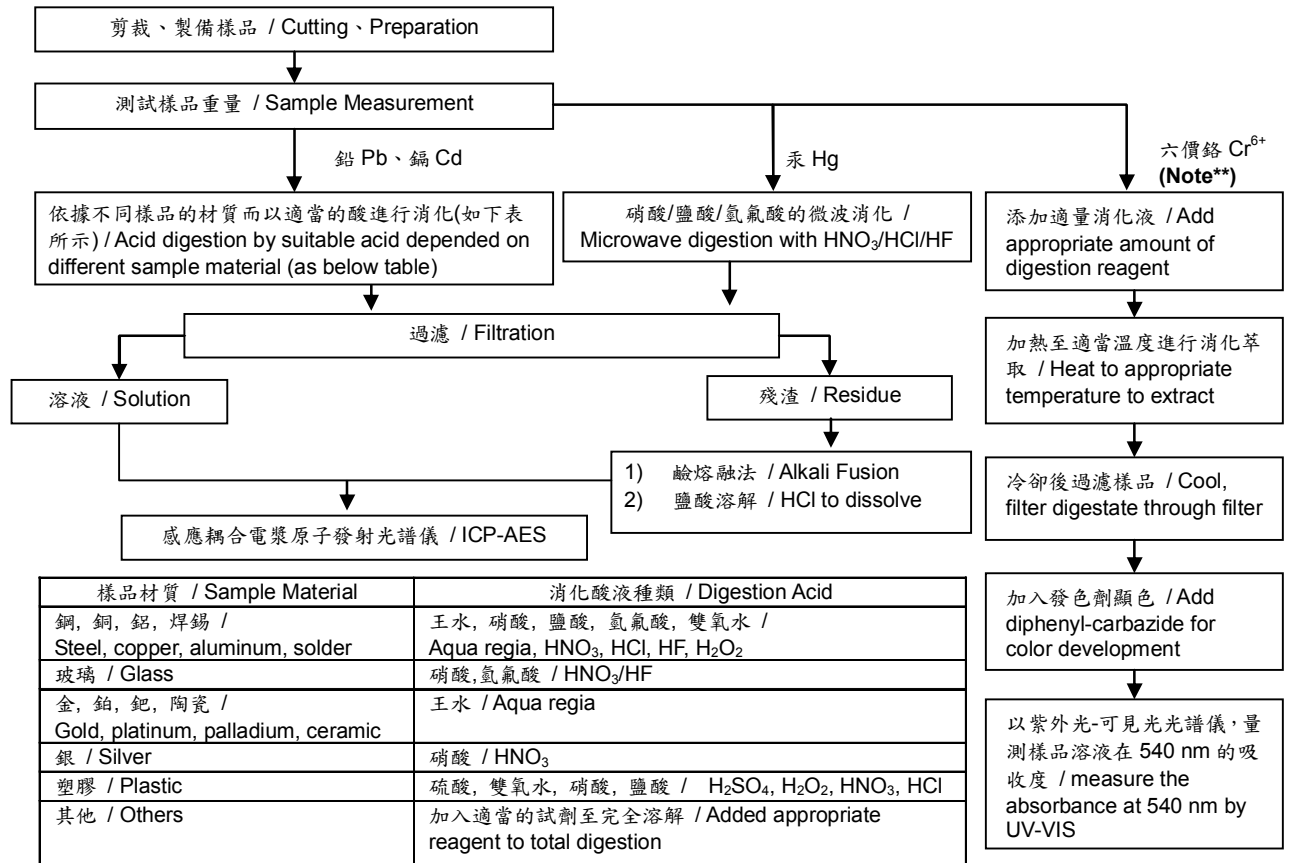 剪裁、製備樣品 / Cutting、Preparation
測試樣品重量 / Sample Measurement
鉛 Pb、鎘 Cd
汞 Hg
六價鉻 Cr⁶⁺
(Note**)
依據不同樣品的材質而以適當的酸進行消化(如下表
所示) / Acid digestion by suitable acid depended on
different sample material (as below table)
硝酸/鹽酸/氫氟酸的微波消化 /
Microwave digestion with HNO₃/HCl/HF
添加適量消化液 / Add
appropriate amount of
digestion reagent
過濾 / Filtration
加熱至適當溫度進行消化萃
取 / Heat to appropriate
temperature to extract
溶液 / Solution
殘渣 / Residue
1) 鹼熔融法 / Alkali Fusion
2) 鹽酸溶解 / HCl to dissolve
冷卻後過濾樣品 / Cool,
filter digestate through filter
感應耦合電漿原子發射光譜儀 / ICP-AES
加入發色劑顯色 / Add
diphenyl-carbazide for
color development
以紫外光-可見光光譜儀,量
測樣品溶液在 540 nm 的吸
收度 / measure the
absorbance at 540 nm by
UV-VIS
樣品材質 / Sample Material 消化酸液種類 / Digestion Acid
鋼, 銅, 鋁, 焊錫 /
Steel, copper, aluminum, solder
王水, 硝酸, 鹽酸, 氫氟酸, 雙氧水 /
Aqua regia, HNO₃, HCl, HF, H₂O₂
玻璃 / Glass 硝酸,氫氟酸 / HNO₃/HF
金, 鉑, 鈀, 陶瓷 /
Gold, platinum, palladium, ceramic
王水 / Aqua regia
銀 / Silver 硝酸 / HNO₃
塑膠 / Plastic 硫酸, 雙氧水, 硝酸, 鹽酸 / H₂SO₄, H₂O₂, HNO₃, HCl
其他 / Others 加入適當的試劑至完全溶解 / Added appropriate
reagent to total digestion